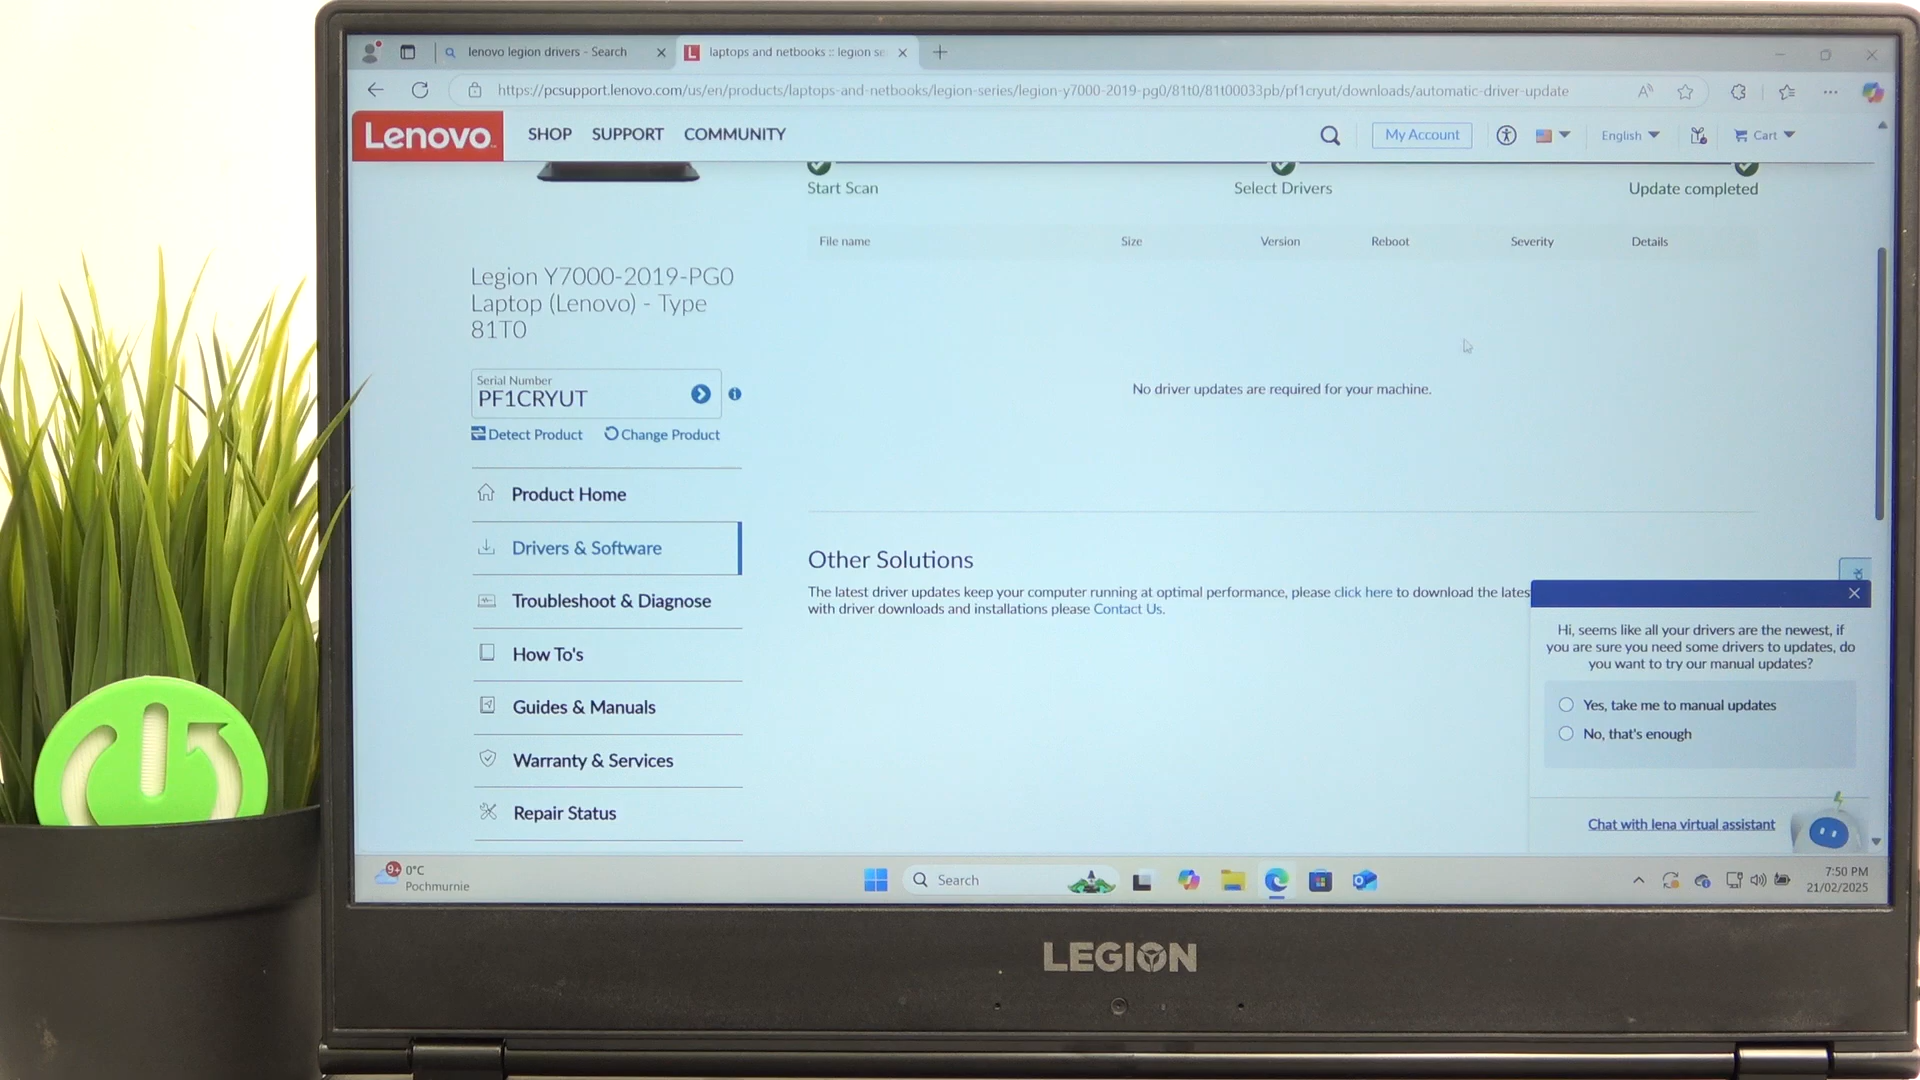 lenovo legion drivers - Search
laptops and netbooks :: legion se
https://pcsupport.lenovo.com/us/en/products/laptops-and-netbooks/legion-series/legion-y7000-2019-pg0/81t0/81t00033pb/pf1cryut/downloads/automatic-driver-update
Lenovo
SHOP SUPPORT COMMUNITY
My Account
English
Cart
Start Scan
Select Drivers
Update completed
File name Size Version Reboot Severity Details
Legion Y7000-2019-PG0
Laptop (Lenovo) - Type
81T0
Serial Number
PF1CRYUT
Detect Product Change Product
No driver updates are required for your machine.
Product Home
Drivers & Software
Troubleshoot & Diagnose
How To's
Guides & Manuals
Warranty & Services
Repair Status
Other Solutions
The latest driver updates keep your computer running at optimal performance, please click here to download the lates
with driver downloads and installations please Contact Us.
Hi, seems like all your drivers are the newest, if
you are sure you need some drivers to updates, do
you want to try our manual updates?
Yes, take me to manual updates
No, that's enough
Chat with lena virtual assistant
9+
0°C
Pochmurnie
Search
7:50 PM
21/02/2025
LEGION